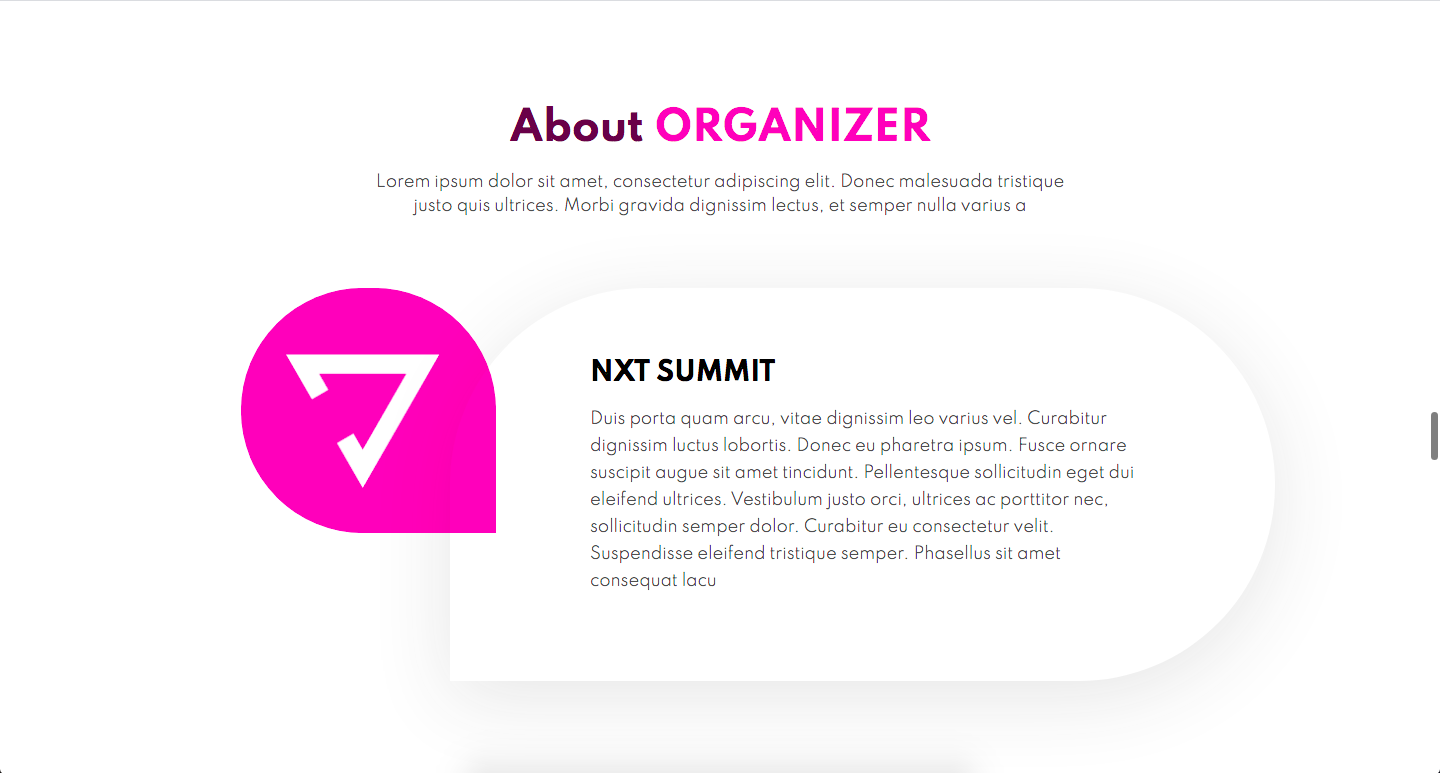 About ORGANIZER
Lorem ipsum dolor sit amet, consectetur adipiscing elit. Donec malesuada tristique
justo quis ultrices. Morbi gravida dignissim lectus, et semper nulla varius a
NXT SUMMIT
Duis porta quam arcu, vitae dignissim leo varius vel. Curabitur
dignissim luctus lobortis. Donec eu pharetra ipsum. Fusce ornare
suscipit augue sit amet tincidunt. Pellentesque sollicitudin eget dui
eleifend ultrices. Vestibulum justo orci, ultrices ac porttitor nec,
sollicitudin semper dolor. Curabitur eu consectetur velit.
Suspendisse eleifend tristique semper. Phasellus sit amet
consequat lacu